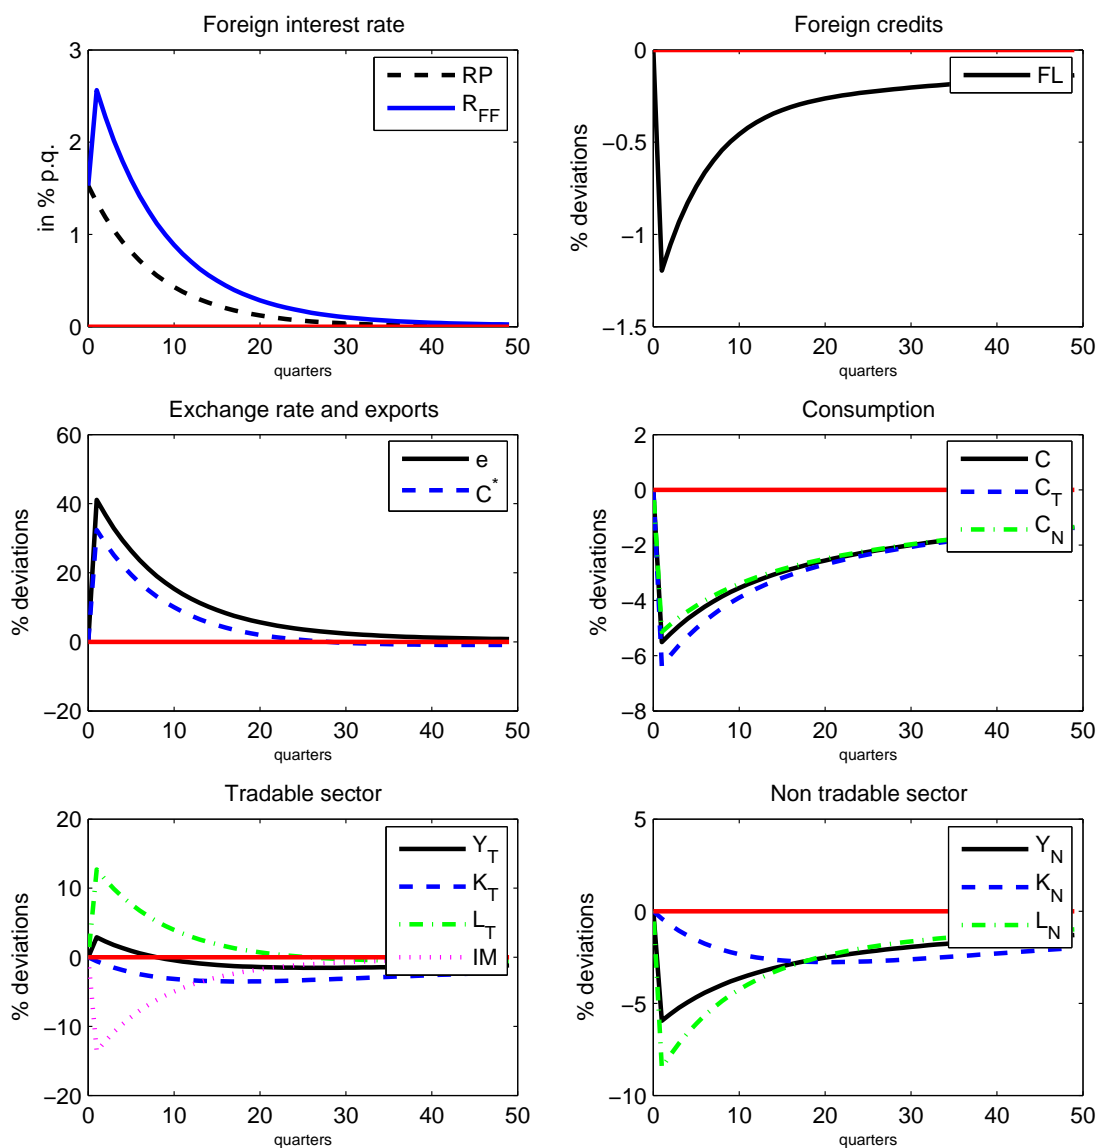 Foreign interest rate
3
2
1
0
0 10 20 30 40 50
in % p.q.
quarters
RP
R_FF
Foreign credits
0
−0.5
−1
−1.5
0 10 20 30 40 50
% deviations
quarters
FL
Exchange rate and exports
60
40
20
0
−20
0 10 20 30 40 50
% deviations
quarters
e
C*
Consumption
2
0
−2
−4
−6
−8
0 10 20 30 40 50
% deviations
quarters
C
C_T
C_N
Tradable sector
20
10
0
−10
−20
0 10 20 30 40 50
% deviations
quarters
Y_T
K_T
L_T
IM
Non tradable sector
5
0
−5
−10
0 10 20 30 40 50
% deviations
quarters
Y_N
K_N
L_N